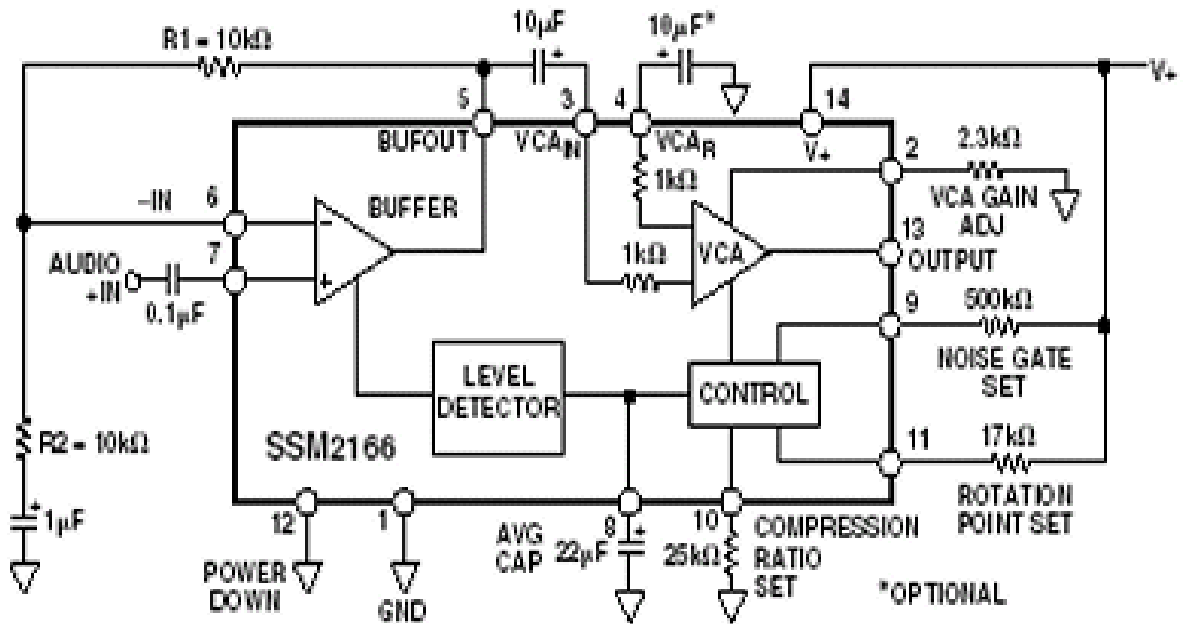 R1 = 10kΩ
10µF
10µF*
V+
5
3
4
14
BUFOUT
VCAIN
VCAR
V+
2
2.3kΩ
1kΩ
VCA GAIN
ADJ
–IN
6
BUFFER
7
AUDIO
+IN
0.1µF
–
+
1kΩ
VCA
13
OUTPUT
9
500kΩ
NOISE GATE
SET
LEVEL
DETECTOR
CONTROL
R2 = 10kΩ
SSM2166
11
17kΩ
ROTATION
POINT SET
1µF
12
1
AVG
CAP
8
22µF
10
25kΩ
COMPRESSION
RATIO
SET
POWER
DOWN
GND
*OPTIONAL